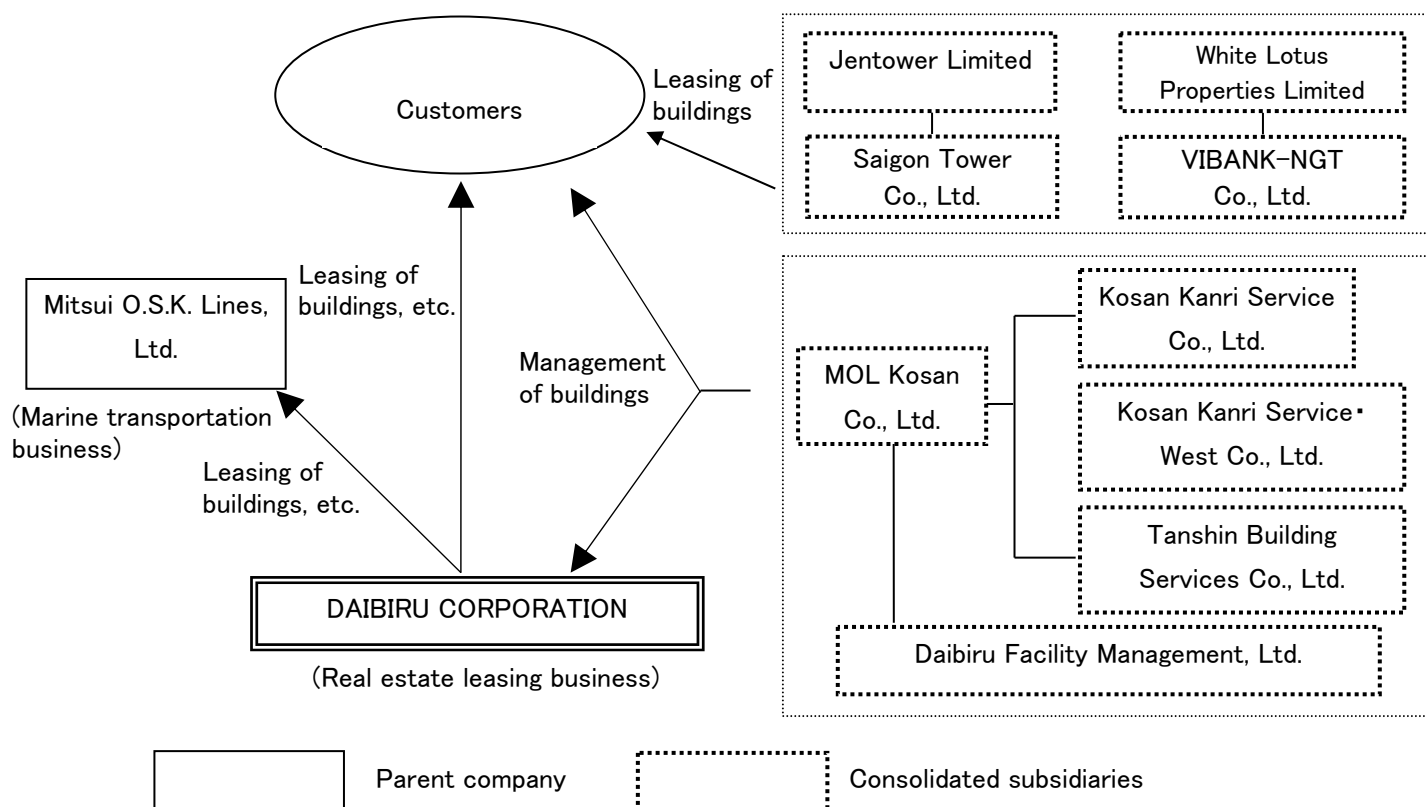 Customers
Leasing of
buildings
Jentower Limited
White Lotus
Properties Limited
Saigon Tower
Co., Ltd.
VIBANK-NGT
Co., Ltd.
Mitsui O.S.K. Lines,
Ltd.
(Marine transportation
business)
Leasing of
buildings, etc.
Leasing of
buildings, etc.
Management
of buildings
DAIBIRU CORPORATION
(Real estate leasing business)
MOL Kosan
Co., Ltd.
Kosan Kanri Service
Co., Ltd.
Kosan Kanri Service・
West Co., Ltd.
Tanshin Building
Services Co., Ltd.
Daibiru Facility Management, Ltd.
Parent company
Consolidated subsidiaries